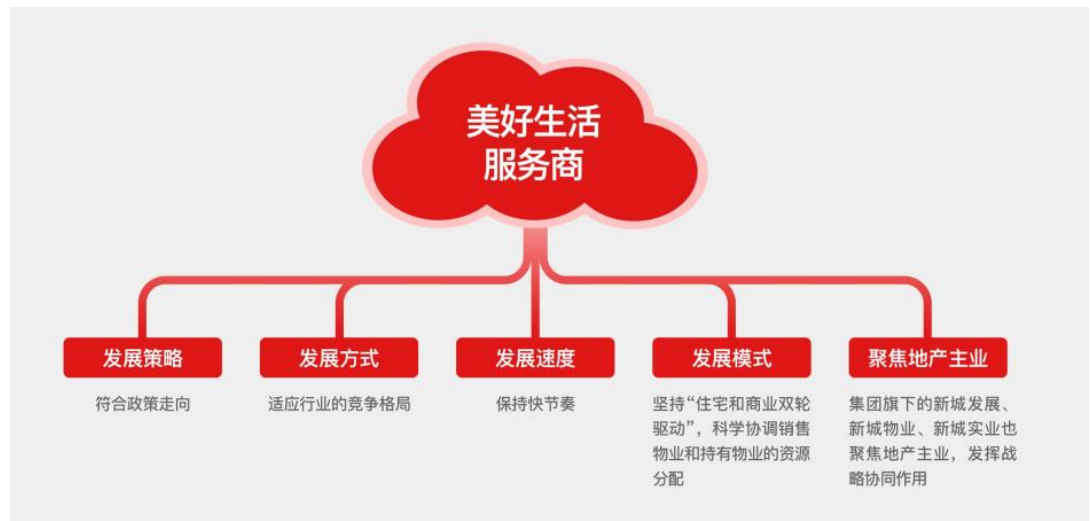 美好生活
服务商
发展策略
符合政策走向
发展方式
适应行业的竞争格局
发展速度
保持快节奏
发展模式
坚持“住宅和商业双轮
驱动”，科学协调销售
物业和持有物业的资源
分配
聚焦地产主业
集团旗下的新城发展、
新城物业、新城实业也
聚焦地产主业，发挥战
略协同作用